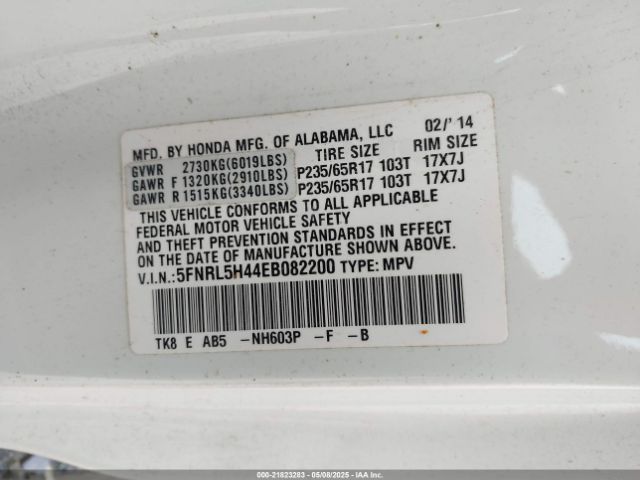 MFD. BY HONDA MFG. OF ALABAMA, LLC 02/' 14
TIRE SIZE RIM SIZE
GVWR 2730KG(6019LBS)
GAWR F 1320KG(2910LBS) P235/65R17 103T 17X7J
GAWR R 1515KG(3340LBS) P235/65R17 103T 17X7J
THIS VEHICLE CONFORMS TO ALL APPLICABLE
FEDERAL MOTOR VEHICLE SAFETY
AND THEFT PREVENTION STANDARDS IN EFFECT
ON THE DATE OF MANUFACTURE SHOWN ABOVE.
V.I.N.:5FNRL5H44EB082200 TYPE: MPV
TK8 E AB5 -NH603P -F -B
000-21823283 - 05/08/2025 - IAAI.COM